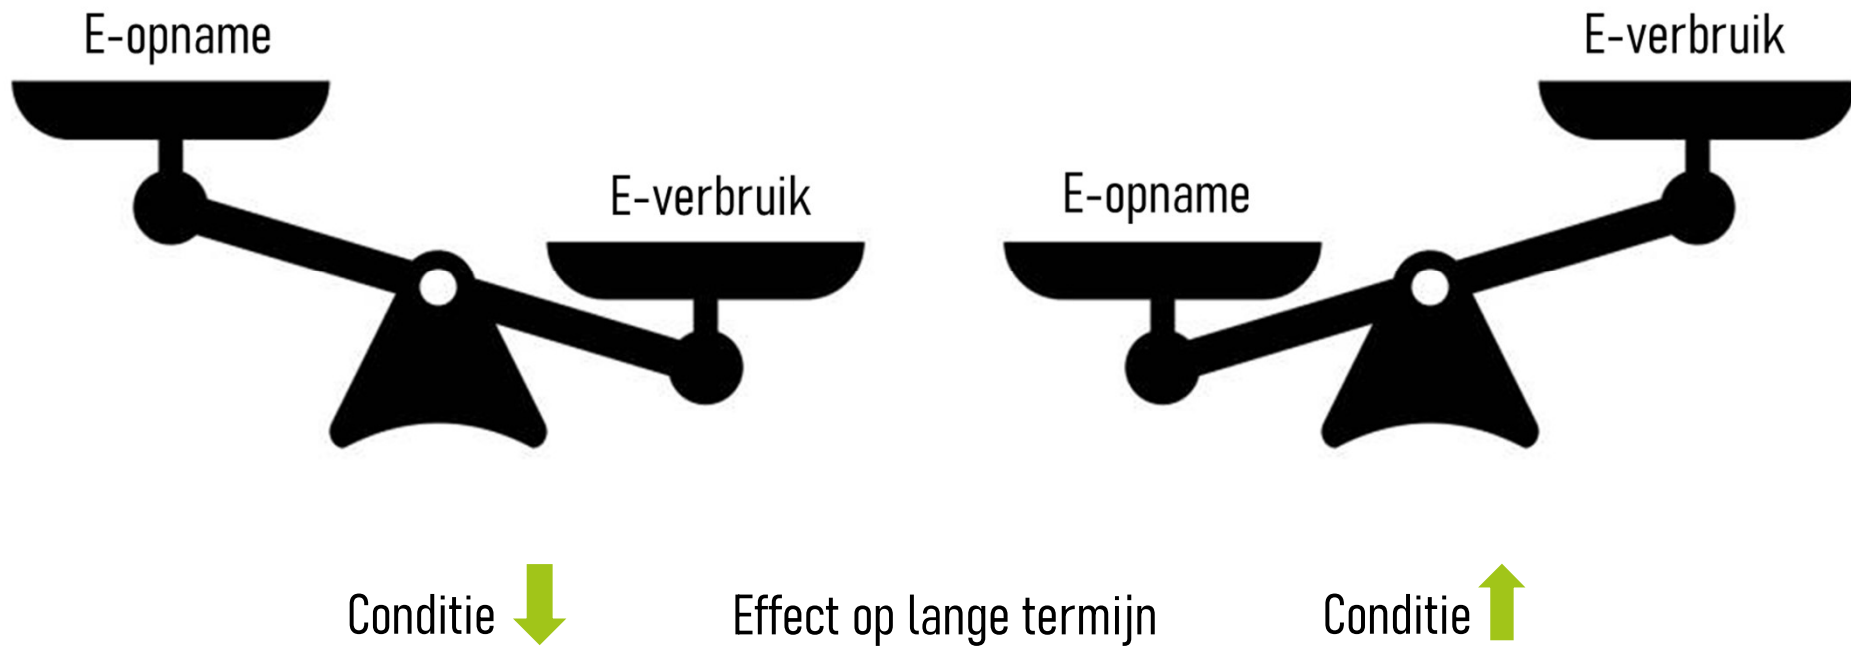 E-opname
E-verbruik
E-verbruik
E-opname
Conditie
Effect op lange termijn
Conditie